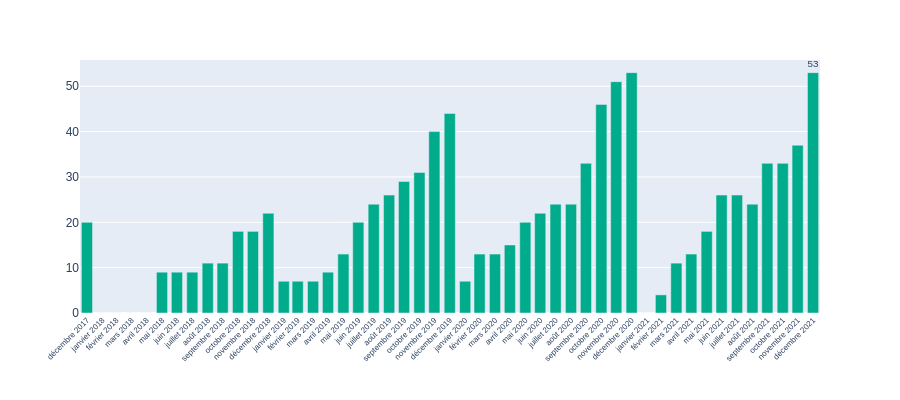 53
50
40
30
20
10
0
décembre 2017
janvier 2018
février 2018
mars 2018
avril 2018
mai 2018
juin 2018
juillet 2018
août 2018
septembre 2018
octobre 2018
novembre 2018
décembre 2018
janvier 2019
février 2019
mars 2019
avril 2019
mai 2019
juin 2019
juillet 2019
août 2019
septembre 2019
octobre 2019
novembre 2019
décembre 2019
janvier 2020
février 2020
mars 2020
avril 2020
mai 2020
juin 2020
juillet 2020
août 2020
septembre 2020
octobre 2020
novembre 2020
décembre 2020
janvier 2021
février 2021
mars 2021
avril 2021
mai 2021
juin 2021
juillet 2021
août 2021
septembre 2021
octobre 2021
novembre 2021
décembre 2021